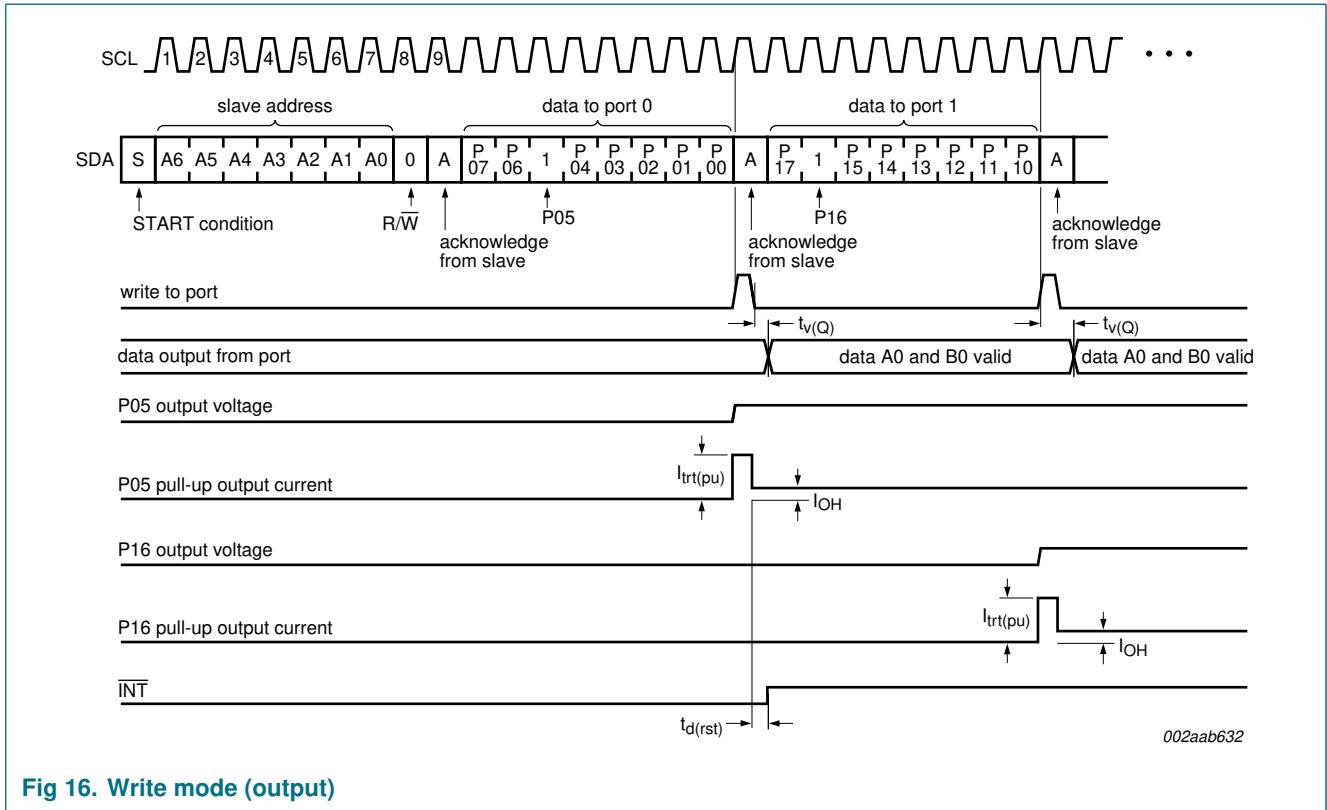 SCL 1 2 3 4 5 6 7 8 9
slave address data to port 0 data to port 1
SDA S A6 A5 A4 A3 A2 A1 A0 0 A P07 P06 1 P04 P03 P02 P01 P00 A P17 1 P15 P14 P13 P12 P11 P10 A
START condition R/W̅ acknowledge from slave P05 acknowledge from slave P16 acknowledge from slave
write to port
tv(Q) tv(Q)
data output from port data A0 and B0 valid data A0 and B0 valid
P05 output voltage
Itrt(pu)
P05 pull-up output current
IOH
P16 output voltage
Itrt(pu)
P16 pull-up output current
IOH
I̅N̅T̅
td(rst)
002aab632
Fig 16. Write mode (output)